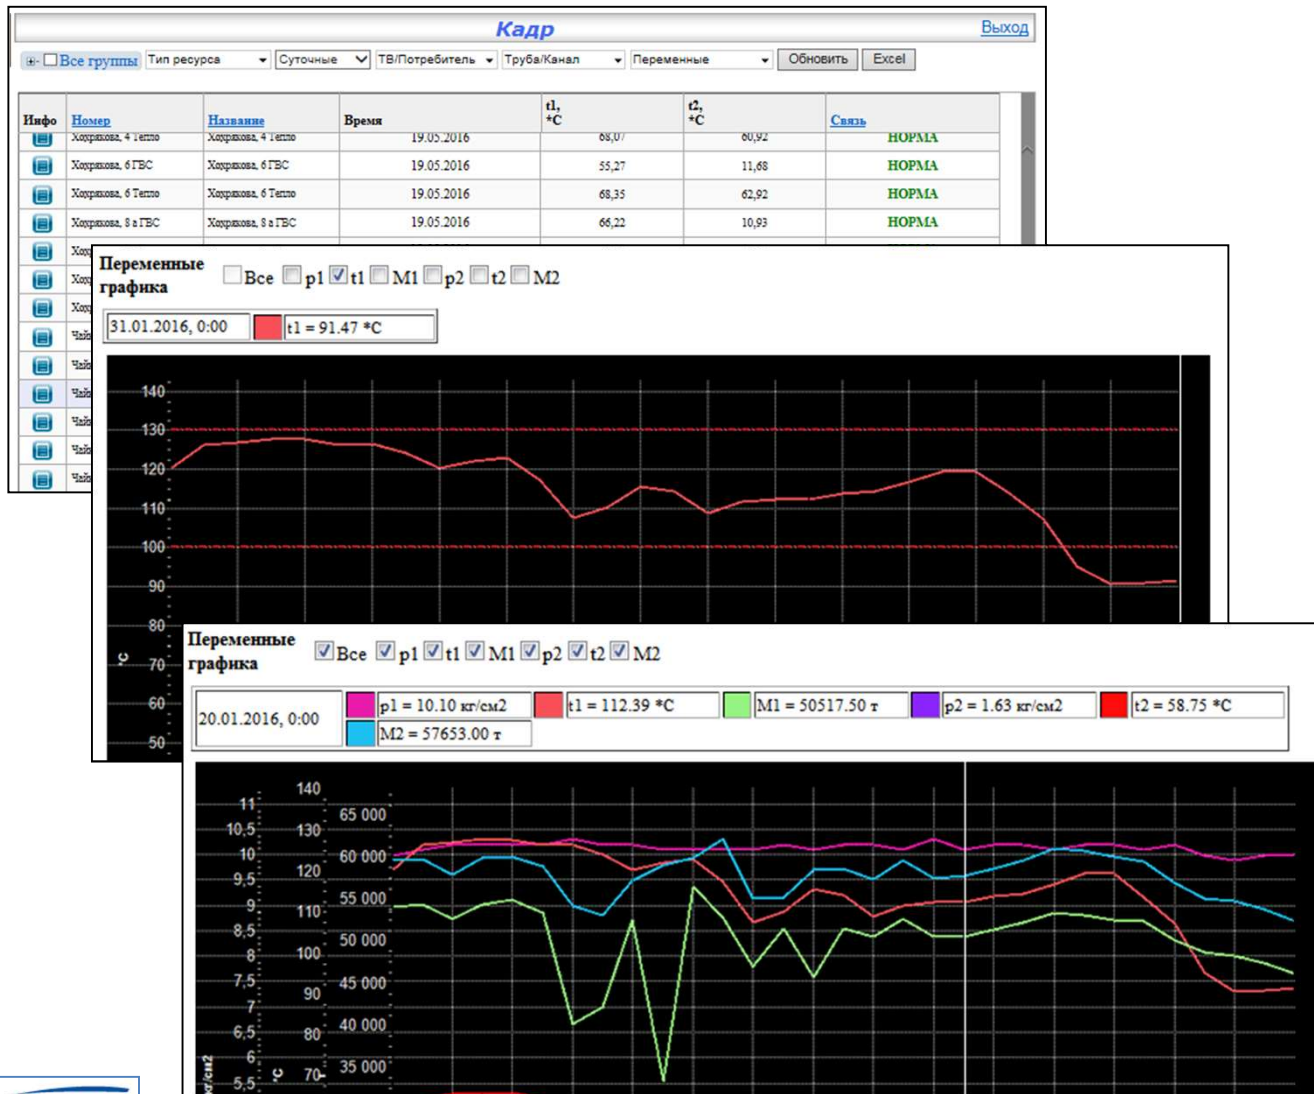 Кадр
Выход
Все группы Тип ресурса Суточные ТВ/Потребитель Труба/Канал Переменные Обновить Excel
Инфо Номер Название Время t1, *C t2, *C Связь
Хохрякова, 4 Тепло Хохрякова, 4 Тепло 19.05.2016 68,07 60,92 НОРМА
Хохрякова, 6 ГВС Хохрякова, 6 ГВС 19.05.2016 55,27 11,68 НОРМА
Хохрякова, 6 Тепло Хохрякова, 6 Тепло 19.05.2016 68,35 62,92 НОРМА
Хохрякова, 8 а ГВС Хохрякова, 8 а ГВС 19.05.2016 66,22 10,93 НОРМА
Переменные
графика
Все p1 t1 M1 p2 t2 M2
31.01.2016, 0:00 t1 = 91.47 *C
140
130
120
110
100
90
80
70
60
50
°C
Переменные
графика
Все p1 t1 M1 p2 t2 M2
20.01.2016, 0:00 p1 = 10.10 кг/см2 t1 = 112.39 *C M1 = 50517.50 т p2 = 1.63 кг/см2 t2 = 58.75 *C
M2 = 57653.00 т
11
10,5
10
9,5
9
8,5
8
7,5
7
6,5
6
5,5
кг/см2
140
130
120
110
100
90
80
70
°C
65 000
60 000
55 000
50 000
45 000
40 000
35 000
т